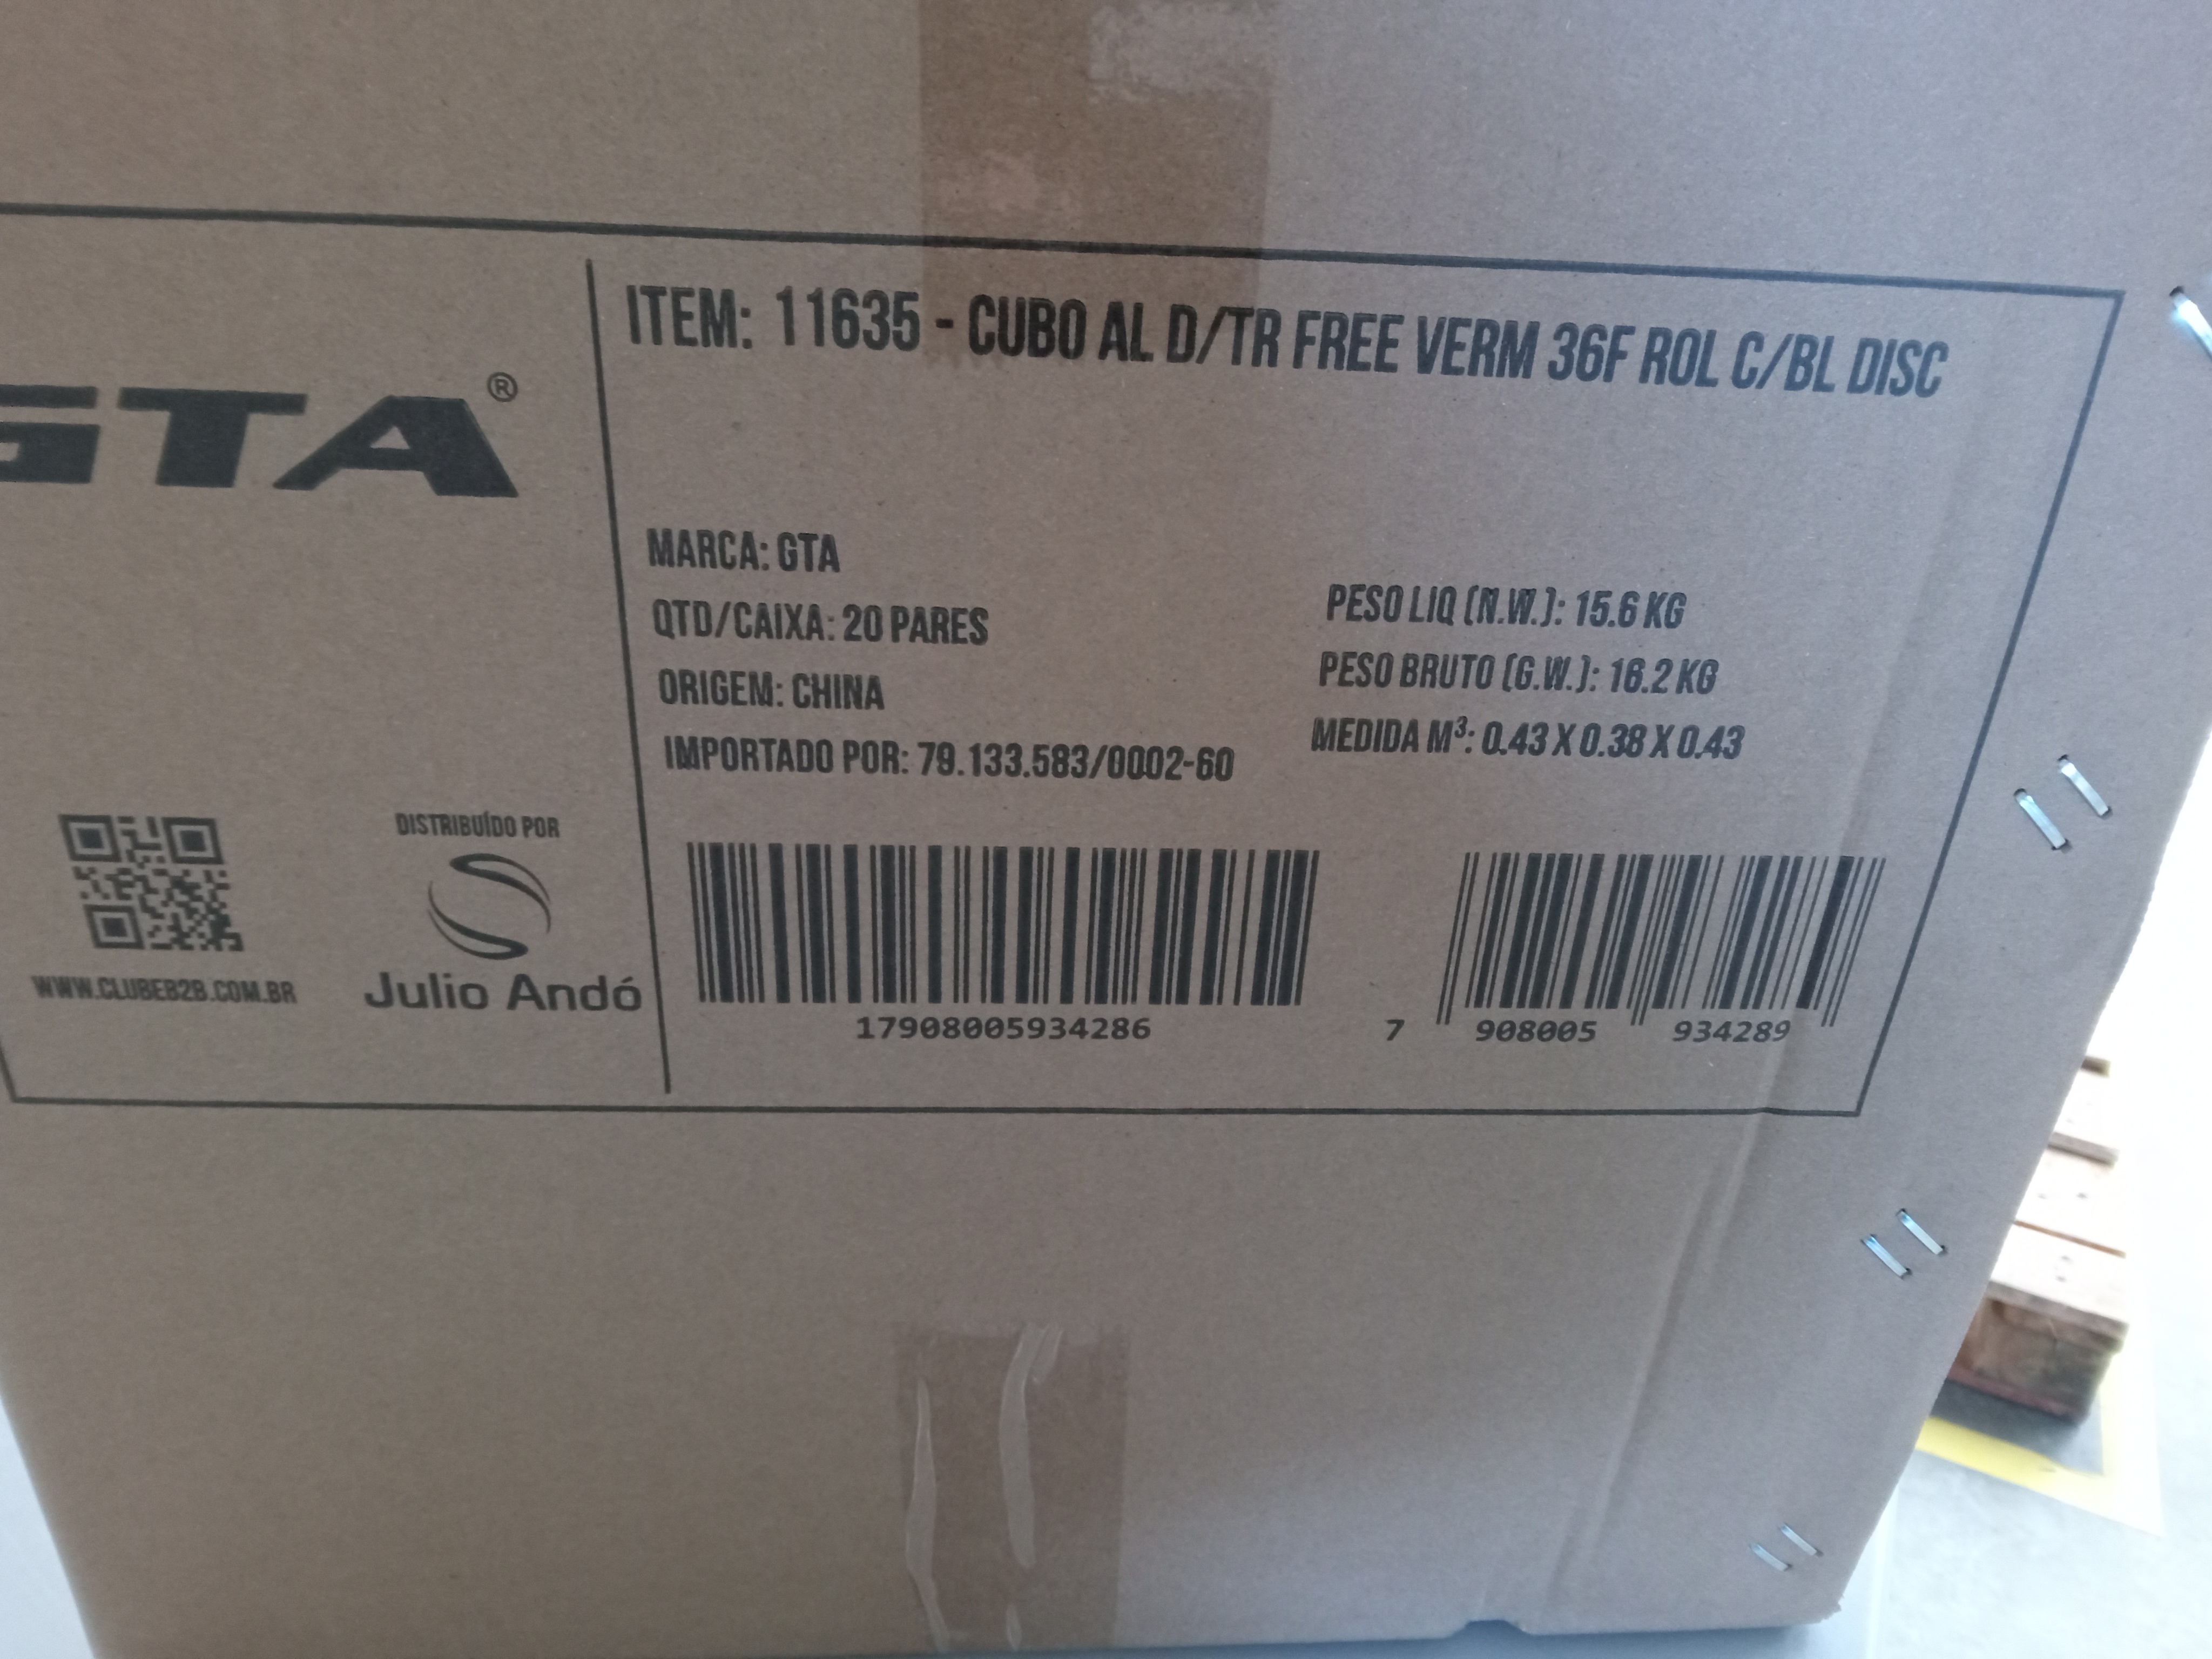 GTA®
ITEM: 11635 - CUBO AL D/TR FREE VERM 36F ROL C/BL DISC
MARCA: GTA
QTD/CAIXA: 20 PARES
ORIGEM: CHINA
IMPORTADO POR: 79.133.583/0002-60
PESO LIQ (N.W.): 15.6 KG
PESO BRUTO (G.W.): 16.2 KG
MEDIDA M³: 0.43 X 0.38 X 0.43
WWW.CLUBEB2B.COM.BR
DISTRIBUÍDO POR
Julio Andó
17908005934286
7 908005 934289